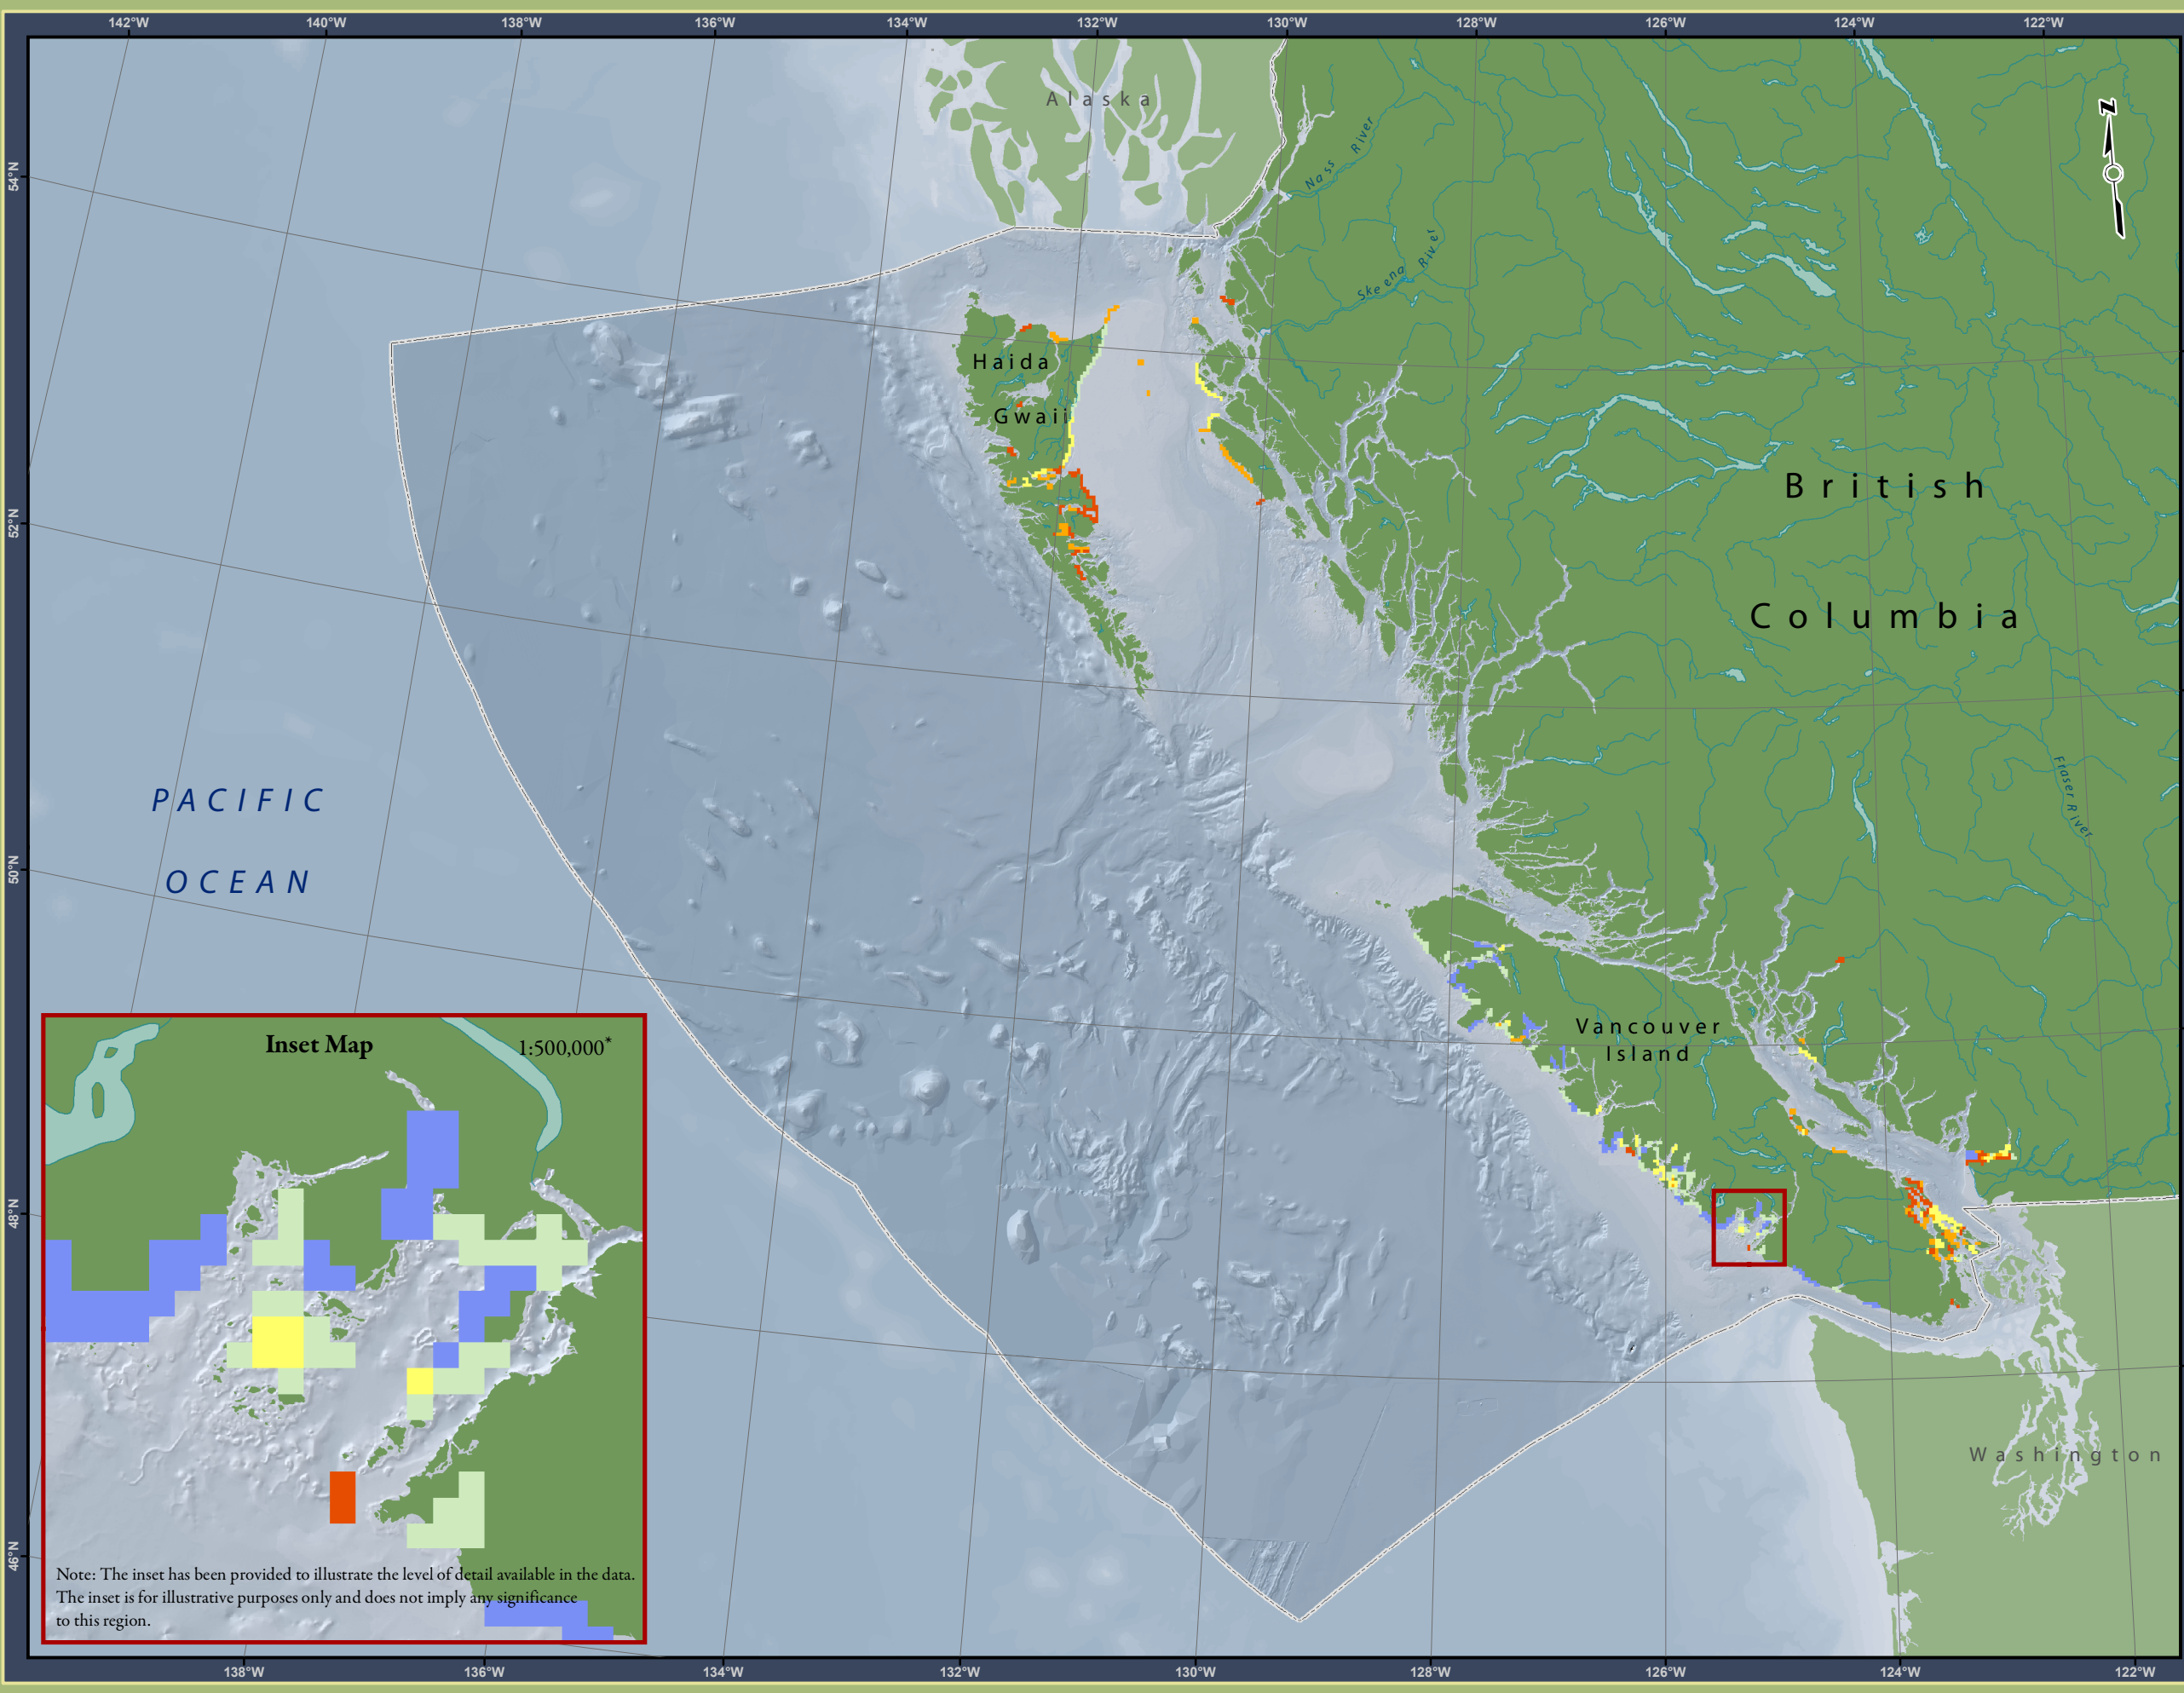 142°W 140°W 138°W 136°W 134°W 132°W 130°W 128°W 126°W 124°W 122°W
Alaska
N
Nass River
54°N
Skeena River
Haida
Gwaii
British
52°N
Columbia
PACIFIC
Fraser River
OCEAN
50°N
Vancouver
Island
Inset Map 1:500,000*
48°N
Washington
46°N
Note: The inset has been provided to illustrate the level of detail available in the data.
The inset is for illustrative purposes only and does not imply any significance
to this region.
138°W 136°W 134°W 132°W 130°W 128°W 126°W 124°W 122°W